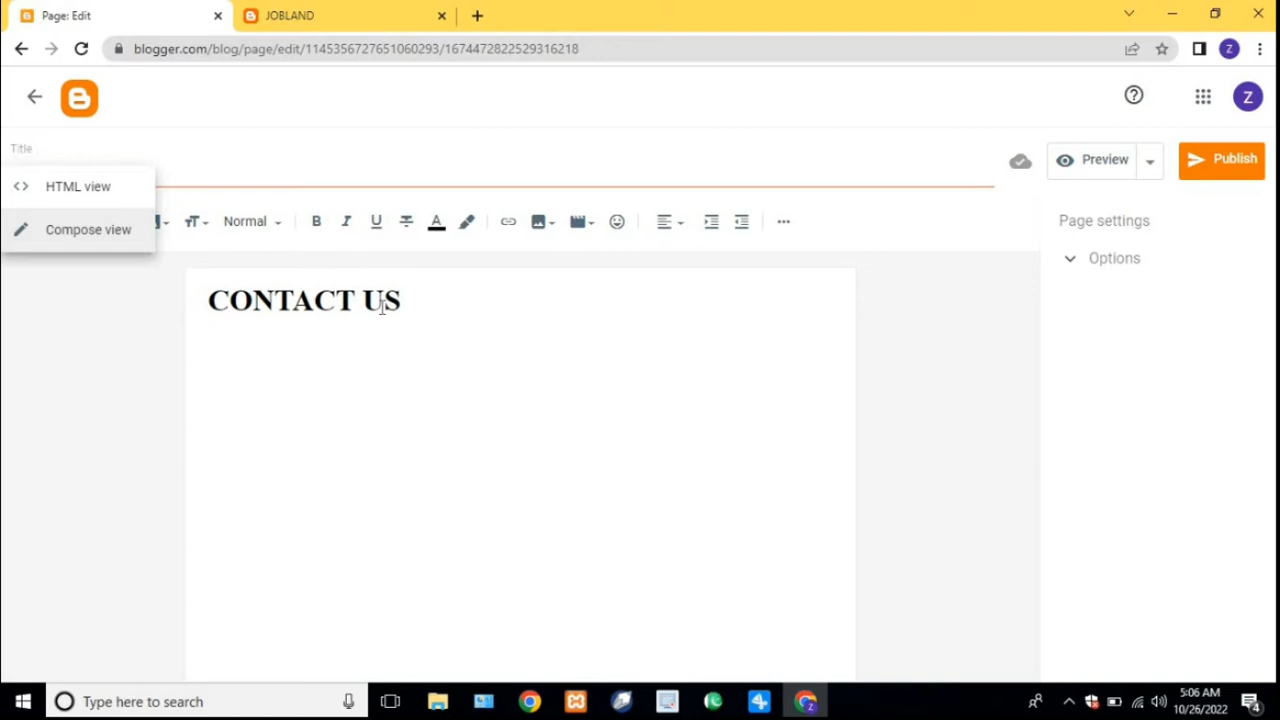 Page: Edit
JOBLAND
blogger.com/blog/page/edit/1145356727651060293/1674472822529316218
Z
Z
Title
Preview
Publish
HTML view
Compose view
Normal
A
Page settings
Options
CONTACT US
Type here to search
5:06 AM
10/26/2022
4